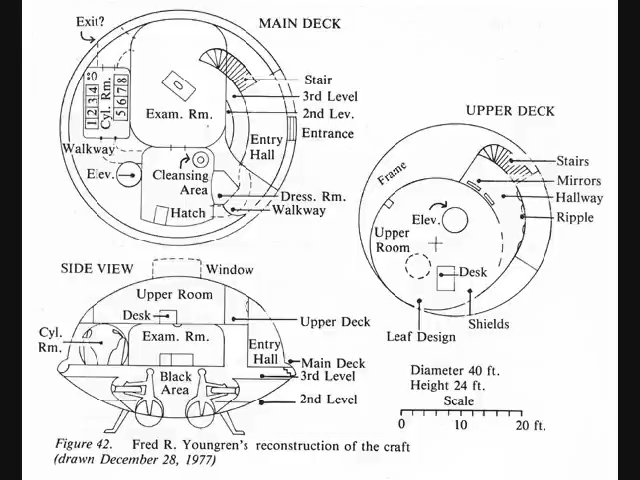 MAIN DECK
Exit?
Stair
3rd Level
2nd Lev.
Entrance
Cyl. Rm.
1 2 3 4
5 6 7 8
Exam. Rm.
Entry
Hall
Walkway
Elev.
Cleansing
Area
Dress. Rm.
Walkway
Hatch
UPPER DECK
Stairs
Mirrors
Hallway
Ripple
Frame
Elev.
Upper
Room
Desk
Shields
Leaf Design
SIDE VIEW
Window
Upper Room
Desk
Upper Deck
Cyl.
Rm.
Exam. Rm.
Entry
Hall
Main Deck
3rd Level
Black
Area
2nd Level
Diameter 40 ft.
Height 24 ft.
Scale
0 10 20 ft.
Figure 42. Fred R. Youngren's reconstruction of the craft
(drawn December 28, 1977)